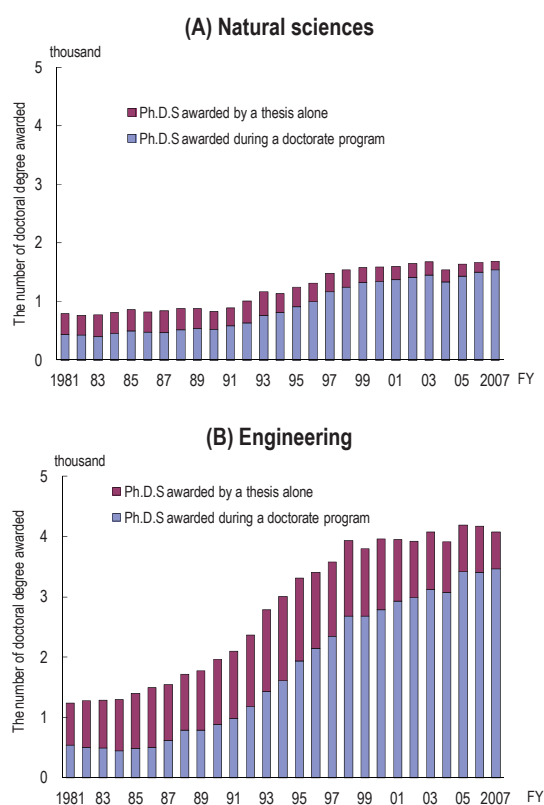 (A) Natural sciences
thousand
5
4
3
2
1
0
The number of doctoral degree awarded
Ph.D.S awarded by a thesis alone
Ph.D.S awarded during a doctorate program
1981 83 85 87 89 91 93 95 97 99 01 03 05 2007 FY
(B) Engineering
thousand
5
4
3
2
1
0
The number of doctoral degree awarded
Ph.D.S awarded by a thesis alone
Ph.D.S awarded during a doctorate program
1981 83 85 87 89 91 93 95 97 99 01 03 05 2007 FY